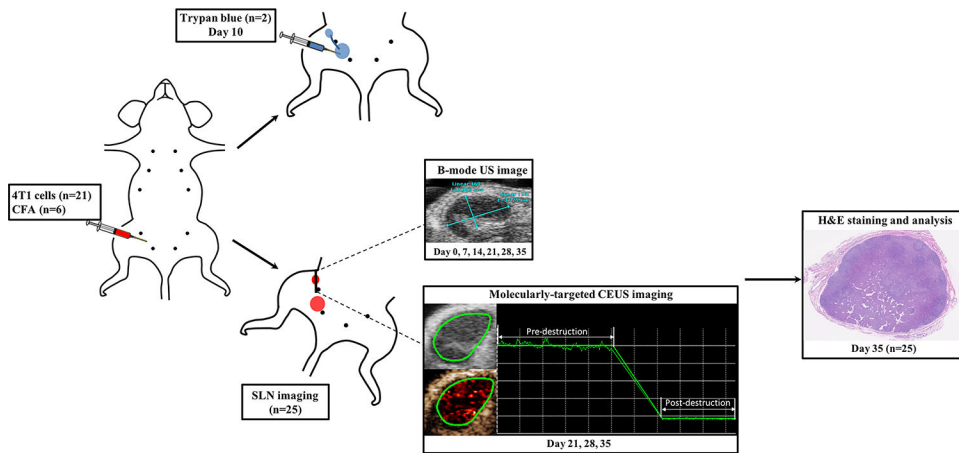 Trypan blue (n=2)
Day 10
4T1 cells (n=21)
CFA (n=6)
B-mode US image
Day 0, 7, 14, 21, 28, 35
SLN imaging
(n=25)
Molecularly-targeted CEUS imaging
Pre-destruction
Post-destruction
Day 21, 28, 35
H&E staining and analysis
Day 35 (n=25)